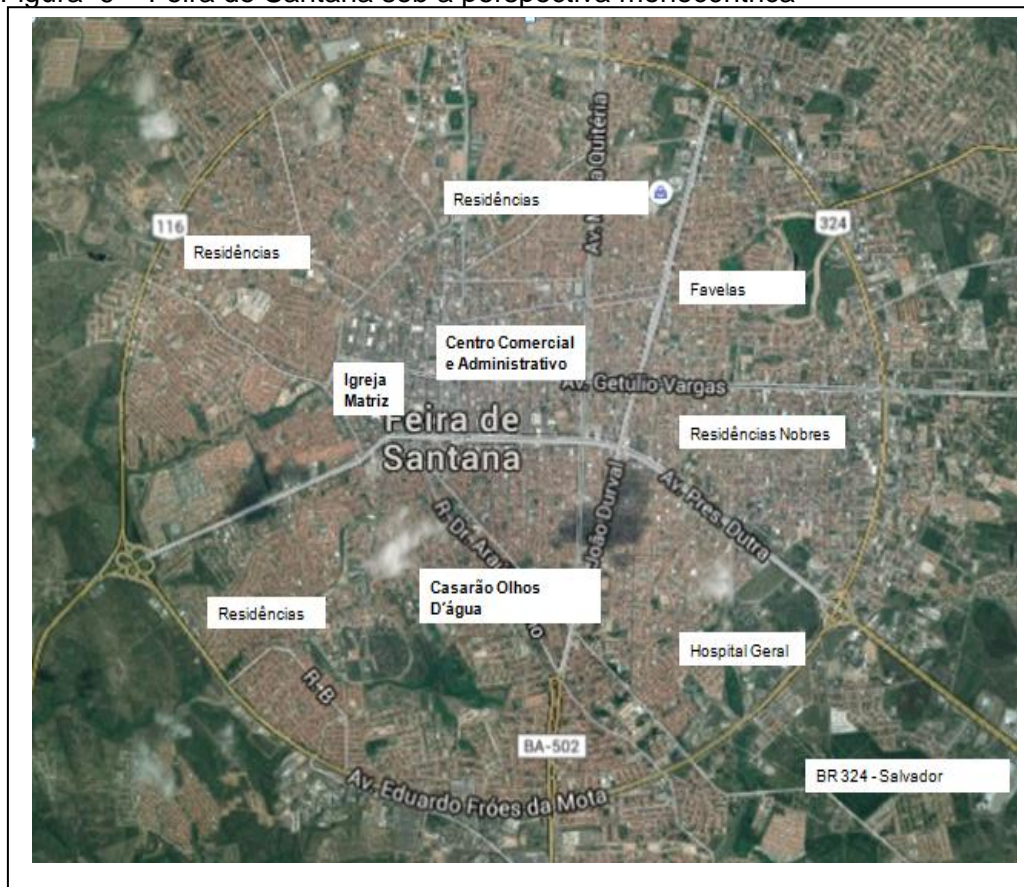 Feira de Santana sob a perspectiva monocêntrica
Quitéria
Residências
116
324
Residências
Favelas
Centro Comercial
e Administrativo
Igreja
Matriz
Av. Getúlio Vargas
Feira de
Santana
Residências Nobres
Av. Pres. Dutra
João Durval
R. Dr.
Casarão Olhos
D'água
Residências
Hospital Geral
R. B
BA-502
BR 324 - Salvador
Av. Eduardo Fróes da Mota